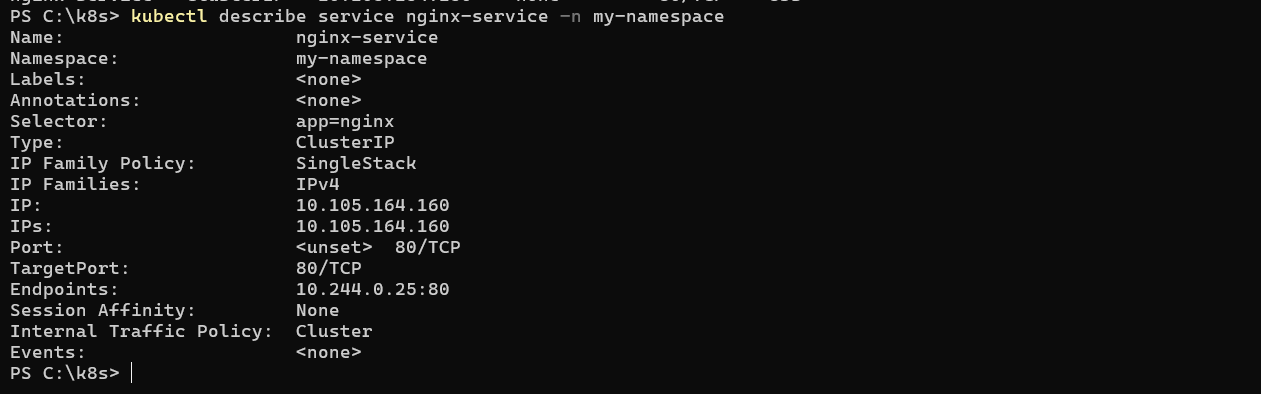 PS C:\k8s> kubectl describe service nginx-service -n my-namespace
Name:                     nginx-service
Namespace:                my-namespace
Labels:                   <none>
Annotations:              <none>
Selector:                 app=nginx
Type:                     ClusterIP
IP Family Policy:         SingleStack
IP Families:              IPv4
IP:                       10.105.164.160
IPs:                      10.105.164.160
Port:                     <unset>  80/TCP
TargetPort:               80/TCP
Endpoints:                10.244.0.25:80
Session Affinity:         None
Internal Traffic Policy:  Cluster
Events:                   <none>
PS C:\k8s>